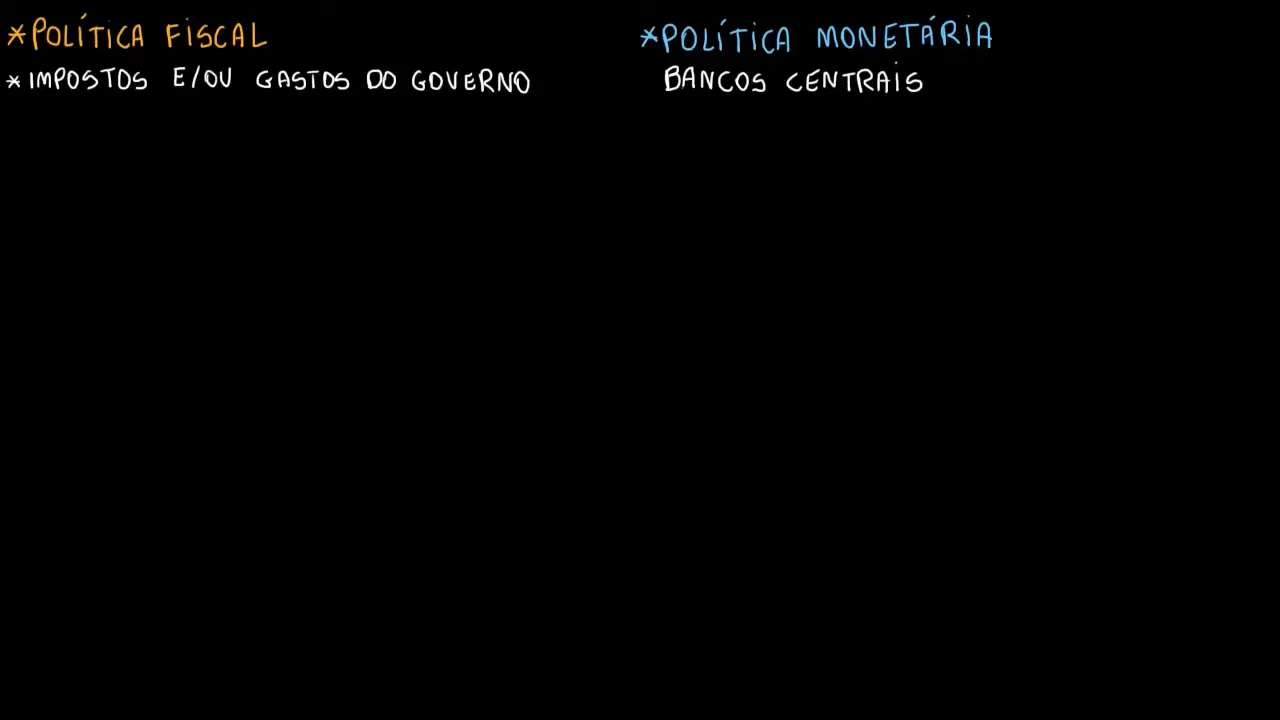 *POLÍTICA FISCAL
*IMPOSTOS E/OU GASTOS DO GOVERNO
*POLÍTICA MONETÁRIA
BANCOS CENTRAIS